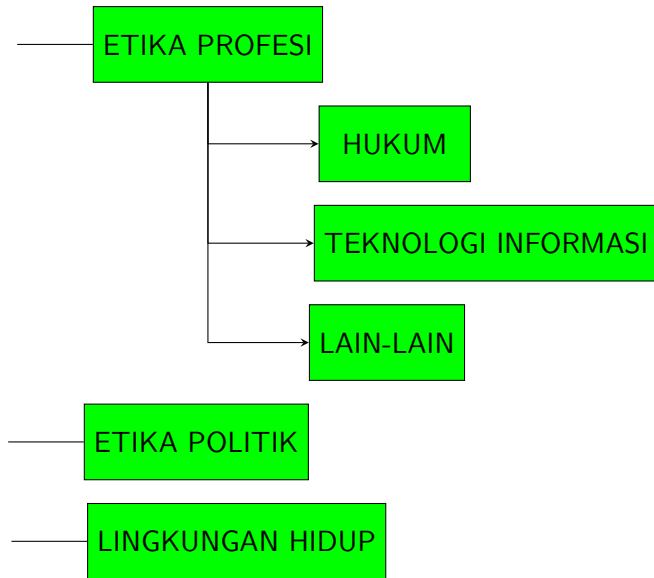 ETIKA PROFESI
HUKUM
TEKNOLOGI INFORMASI
LAIN-LAIN
ETIKA POLITIK
LINGKUNGAN HIDUP